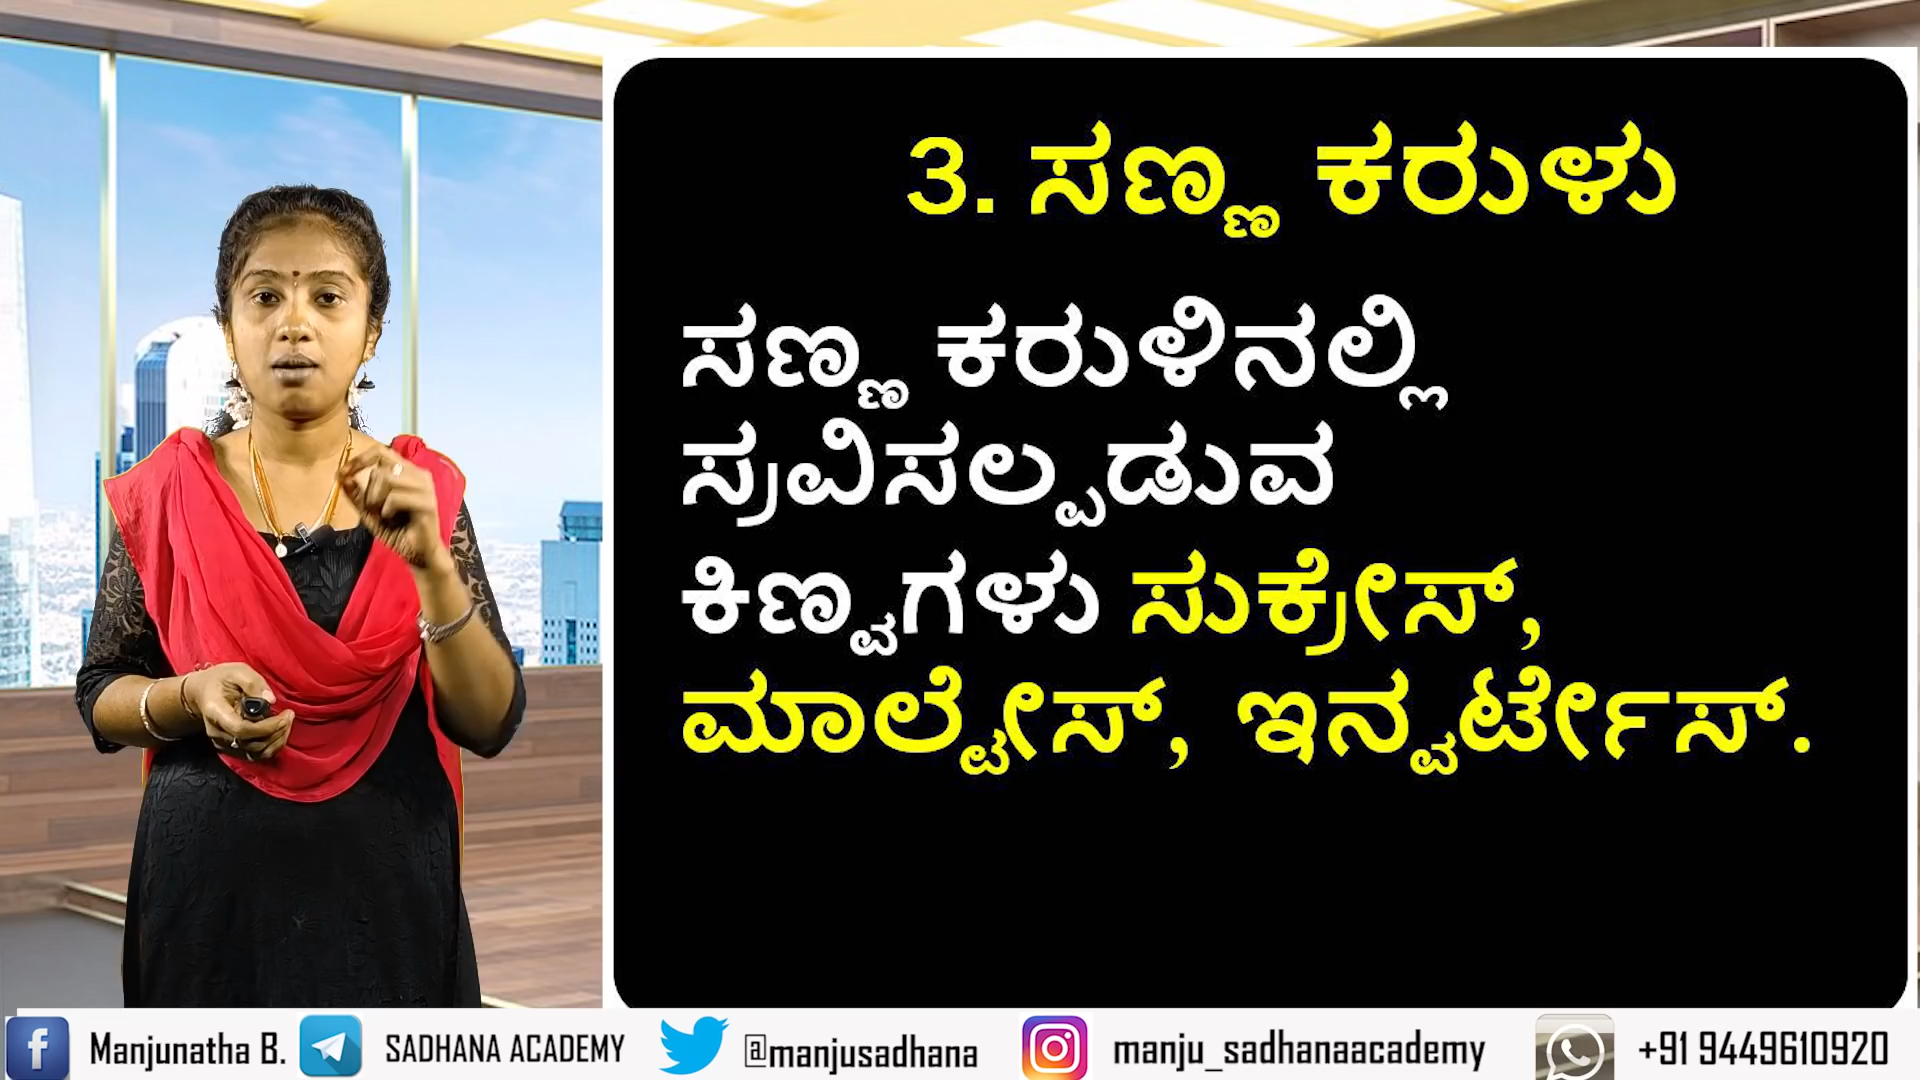 3. ಸಣ್ಣ ಕರುಳು
ಸಣ್ಣ ಕರುಳಿನಲ್ಲಿ
ಸ್ರವಿಸಲ್ಪಡುವ
ಕಿಣ್ವಗಳು ಸುಕ್ರೇಸ್,
ಮಾಲ್ಟೇಸ್, ಇನ್ವರ್ಟೇಸ್.
Manjunatha B. SADHANA ACADEMY @manjusadhana manju_sadhanaacademy +91 9449610920